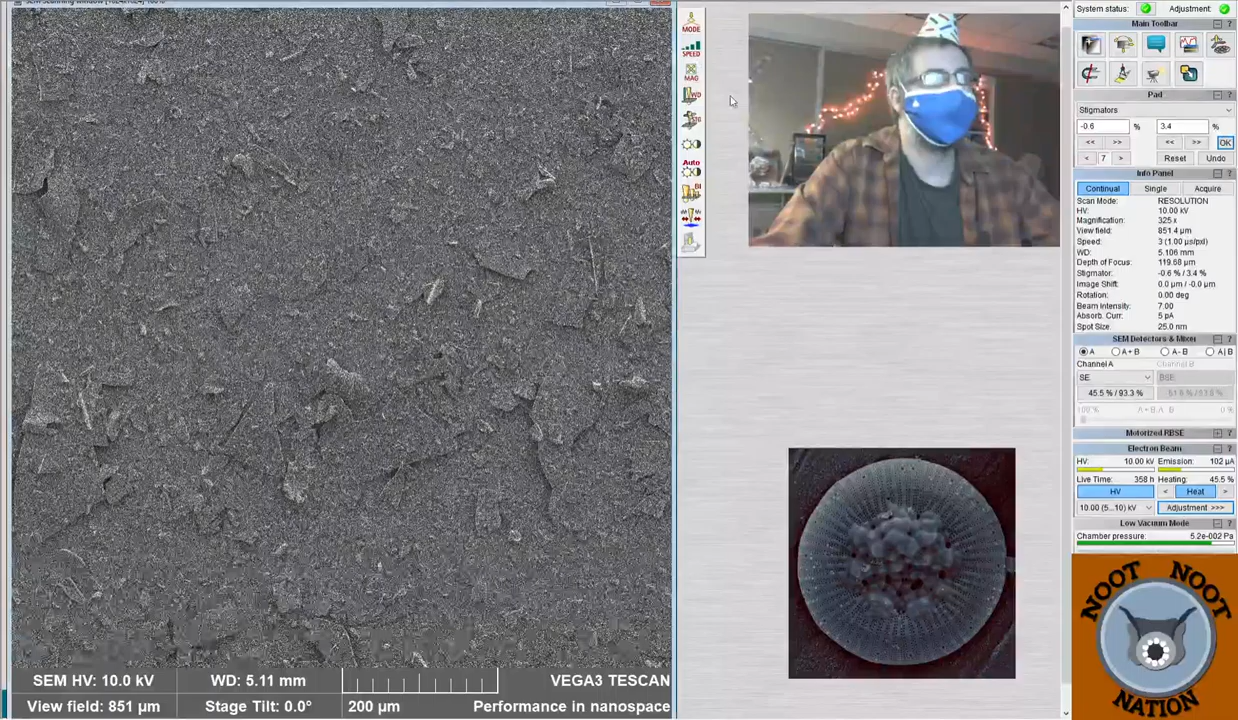 System status: Adjustment:
MODE
SPEED
MAG
WD
STG
Auto
BI
SEM HV: 10.0 kV WD: 5.11 mm VEGA3 TESCAN
View field: 851 µm Stage Tilt: 0.0° 200 µm Performance in nanospace
Main Toolbar
Pad
Stigmators
-0.6 % 3.4 %
<< >> << >> OK
< 7 > Reset Undo
Info Panel
Continual Single Acquire
Scan Mode: RESOLUTION
HV: 10.00 kV
Magnification: 325 x
View field: 851.4 µm
Speed: 3 (1.00 µs/pxl)
WD: 5.106 mm
Depth of Focus: 119.68 µm
Stigmator: -0.6 % / 3.4 %
Image Shift: 0.0 µm / -0.0 µm
Rotation: 0.00 deg
Beam Intensity: 7.00
Absorb. Curr: 5 pA
Spot Size: 25.0 nm
SEM Detectors & Mixer
A A + B A - B A | B
Channel A Channel B
SE BSE
45.5 % / 93.3 %
100 % A + B A B 0 %
Motorized RBSE
Electron Beam
HV: 10.00 kV Emission: 102 µA
Live Time: 358 h Heating: 45.5 %
HV < Heat >
10.00 (5...10) kV Adjustment >>>
Low Vacuum Mode
Chamber pressure: 5.2e-002 Pa
NOOT NOOT
NATION